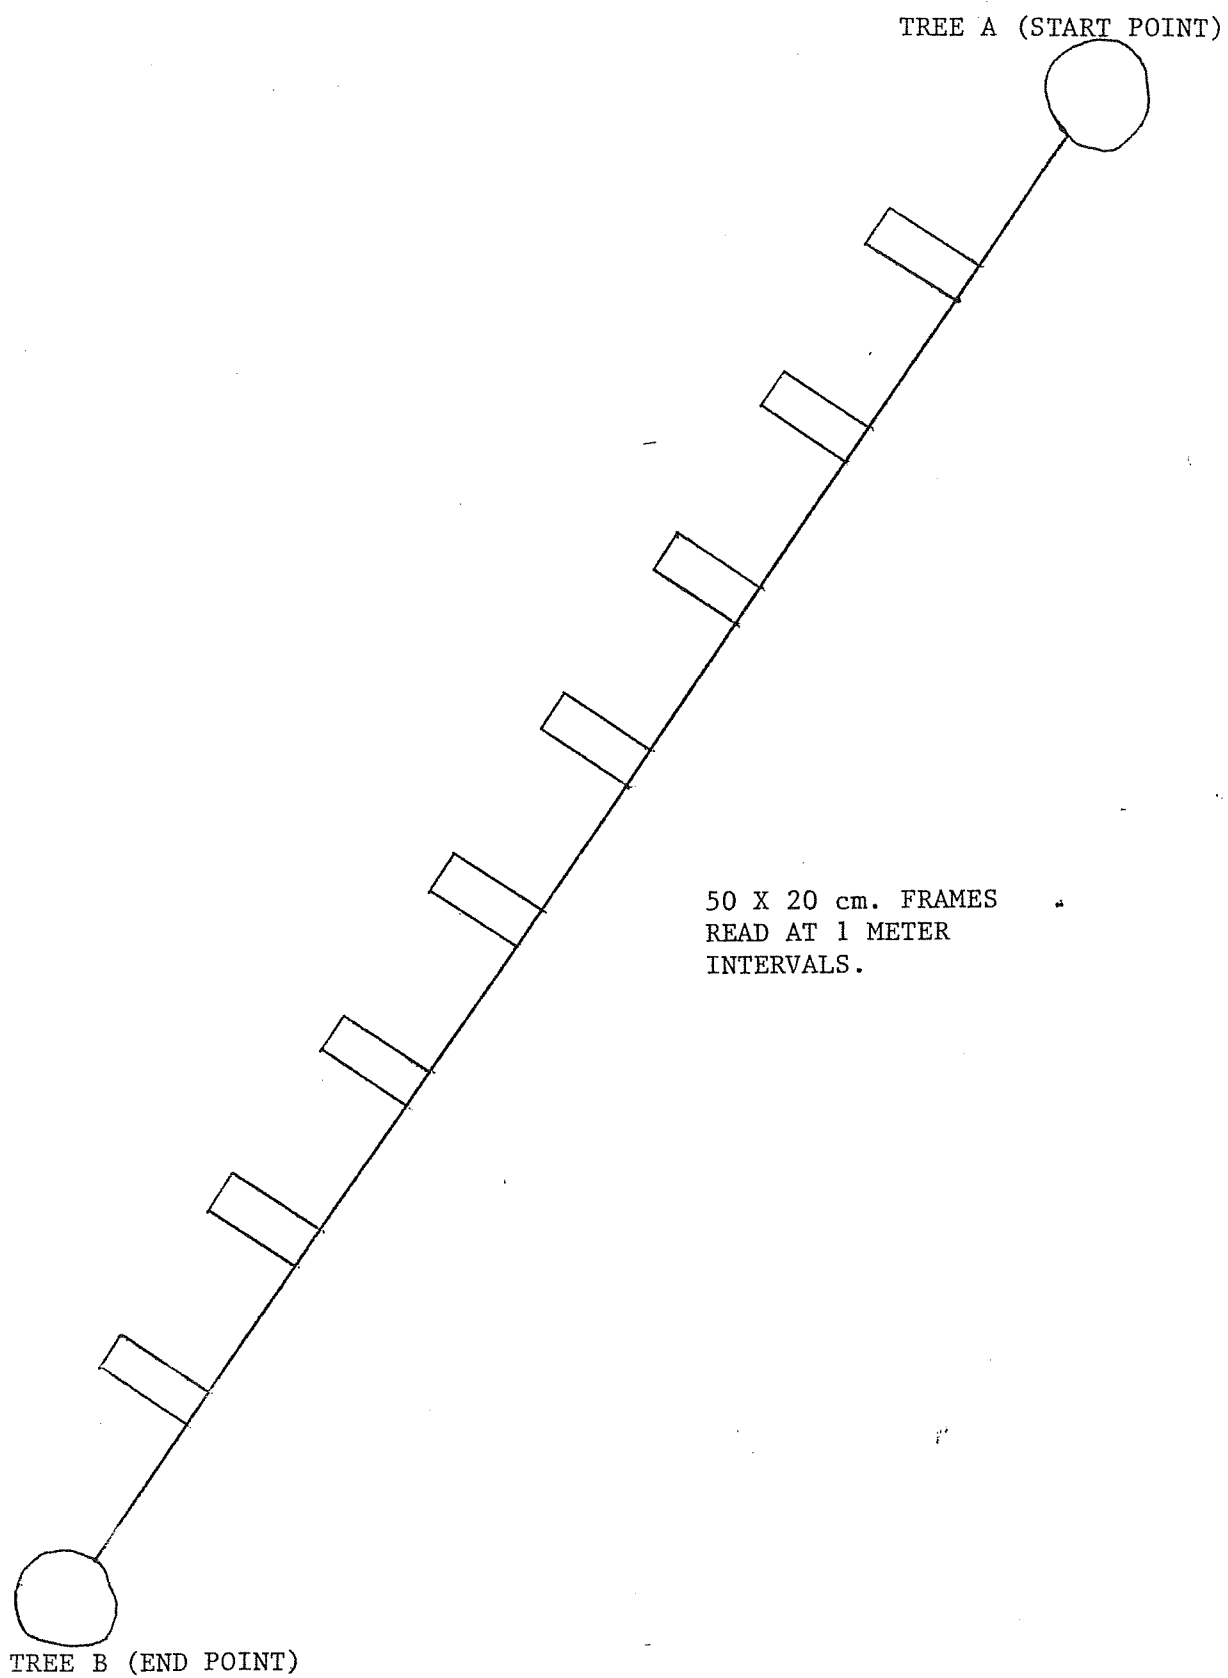 TREE A (START POINT)
50 X 20 cm. FRAMES
READ AT 1 METER
INTERVALS.
TREE B (END POINT)